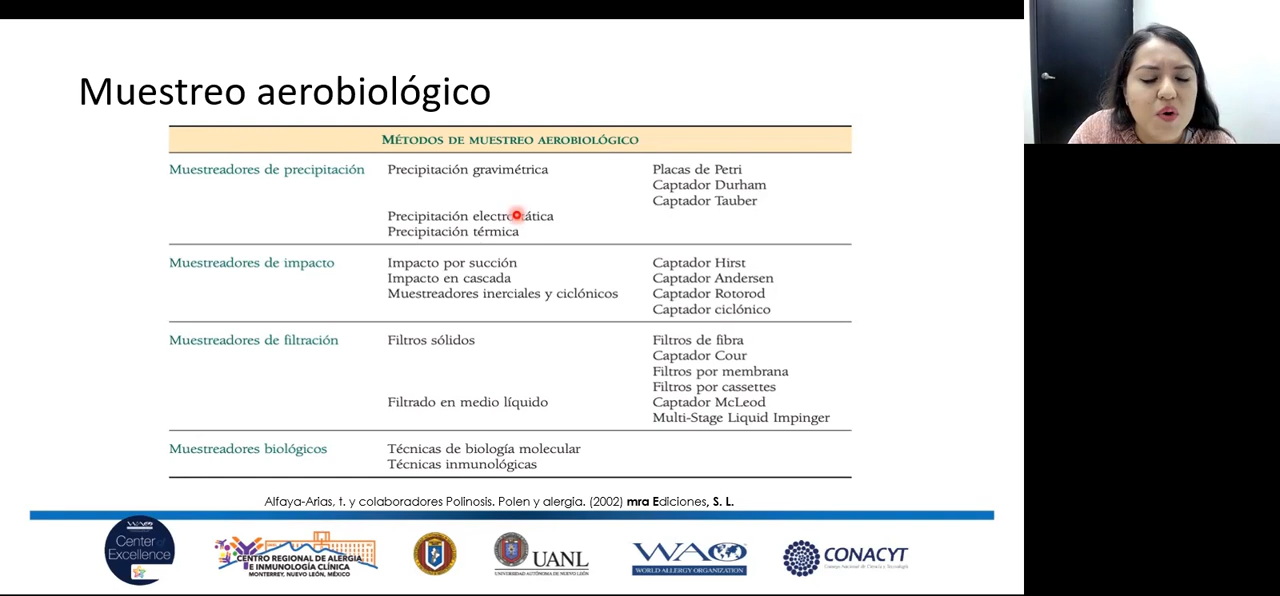 Muestreo aerobiológico
MÉTODOS DE MUESTREO AEROBIOLÓGICO
Muestreadores de precipitación Precipitación gravimétrica Placas de Petri
Captador Durham
Captador Tauber
Precipitación electrostática
Precipitación térmica
Muestreadores de impacto Impacto por succión Captador Hirst
Impacto en cascada Captador Andersen
Muestreadores inerciales y ciclónicos Captador Rotorod
Captador ciclónico
Muestreadores de filtración Filtros sólidos Filtros de fibra
Captador Cour
Filtros por membrana
Filtros por cassettes
Filtrado en medio líquido Captador McLeod
Multi-Stage Liquid Impinger
Muestreadores biológicos Técnicas de biología molecular
Técnicas inmunológicas
Alfaya-Arias, t. y colaboradores Polinosis. Polen y alergia. (2002) mra Ediciones, S. L.
WAO
Center of
Excellence
CENTRO REGIONAL DE ALERGIA
E INMUNOLOGÍA CLÍNICA
MONTERREY, NUEVO LEÓN, MÉXICO
UANL
UNIVERSIDAD AUTÓNOMA DE NUEVO LEÓN
WAO
WORLD ALLERGY ORGANIZATION
CONACYT
Consejo Nacional de Ciencia y Tecnología